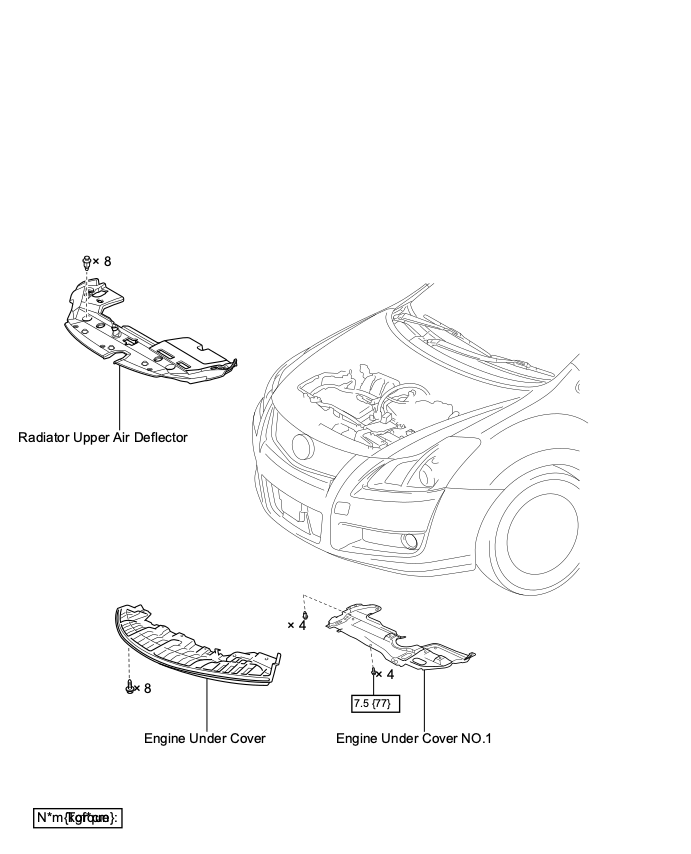 × 8
Radiator Upper Air Deflector
× 4
× 4
× 8
7.5 {77}
Engine Under Cover
Engine Under Cover NO.1
N*m{ }: